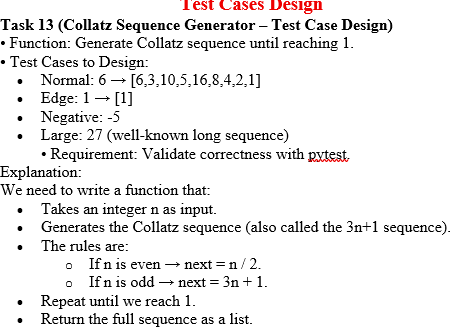 Test Cases Design
Task 13 (Collatz Sequence Generator – Test Case Design)
• Function: Generate Collatz sequence until reaching 1.
• Test Cases to Design:
• Normal: 6 → [6,3,10,5,16,8,4,2,1]
• Edge: 1 → [1]
• Negative: -5
• Large: 27 (well-known long sequence)
• Requirement: Validate correctness with pytest.
Explanation:
We need to write a function that:
• Takes an integer n as input.
• Generates the Collatz sequence (also called the 3n+1 sequence).
• The rules are:
o If n is even → next = n / 2.
o If n is odd → next = 3n + 1.
• Repeat until we reach 1.
• Return the full sequence as a list.